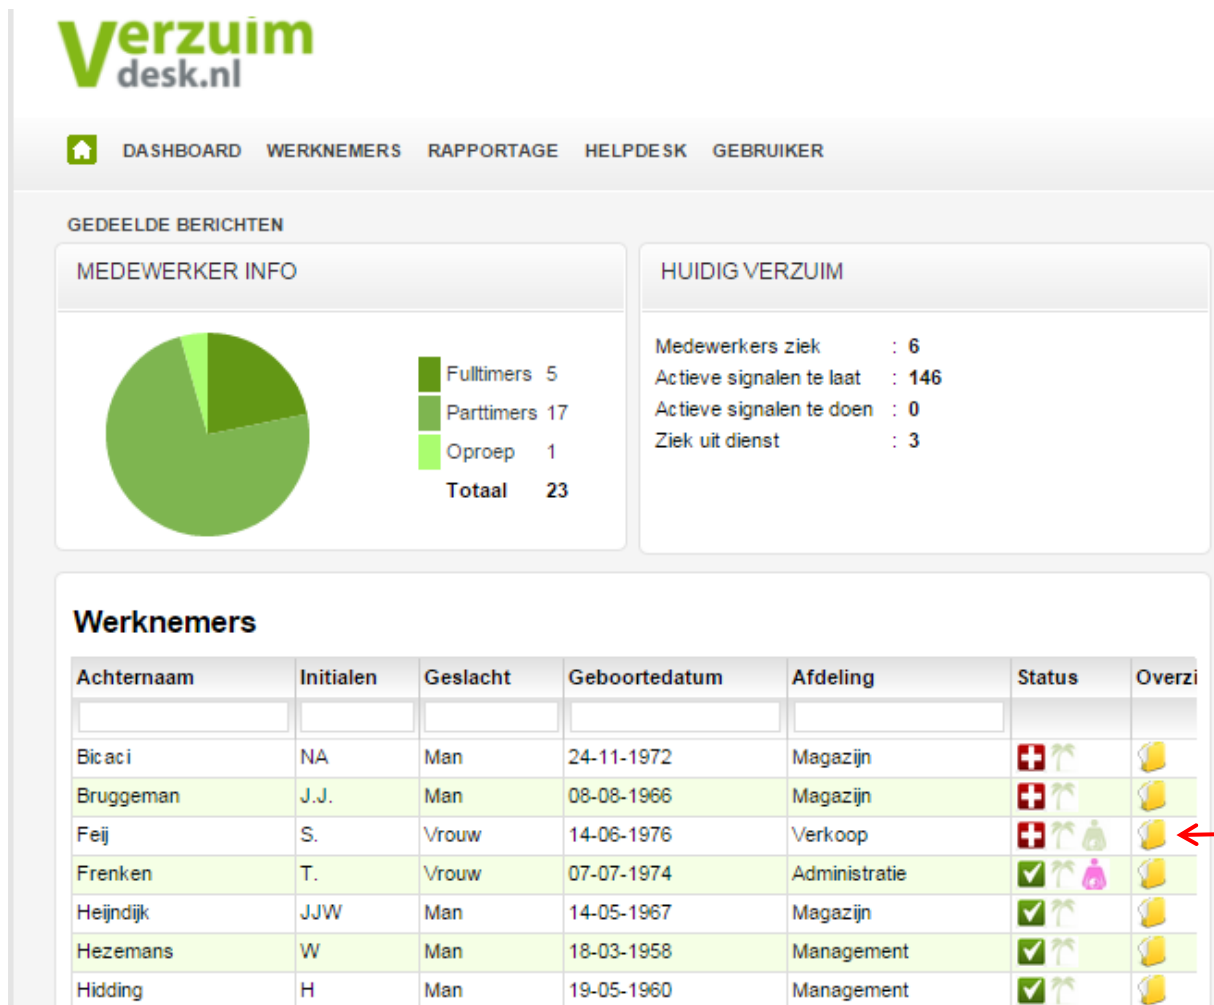 Verzuim
desk.nl
DASHBOARD WERKNEMERS RAPPORTAGE HELPDESK GEBRUIKER
GEDEELDE BERICHTEN
MEDEWERKER INFO
Fulltimers 5
Parttimers 17
Oproep 1
Totaal 23
HUIDIG VERZUIM
Medewerkers ziek : 6
Actieve signalen te laat : 146
Actieve signalen te doen : 0
Ziek uit dienst : 3
Werknemers
Achternaam Initialen Geslacht Geboortedatum Afdeling Status Overzi
Bicaci NA Man 24-11-1972 Magazijn
Bruggeman J.J. Man 08-08-1966 Magazijn
Feij S. Vrouw 14-06-1976 Verkoop
Frenken T. Vrouw 07-07-1974 Administratie
Heijndijk JJW Man 14-05-1967 Magazijn
Hezemans W Man 18-03-1958 Management
Hidding H Man 19-05-1960 Management